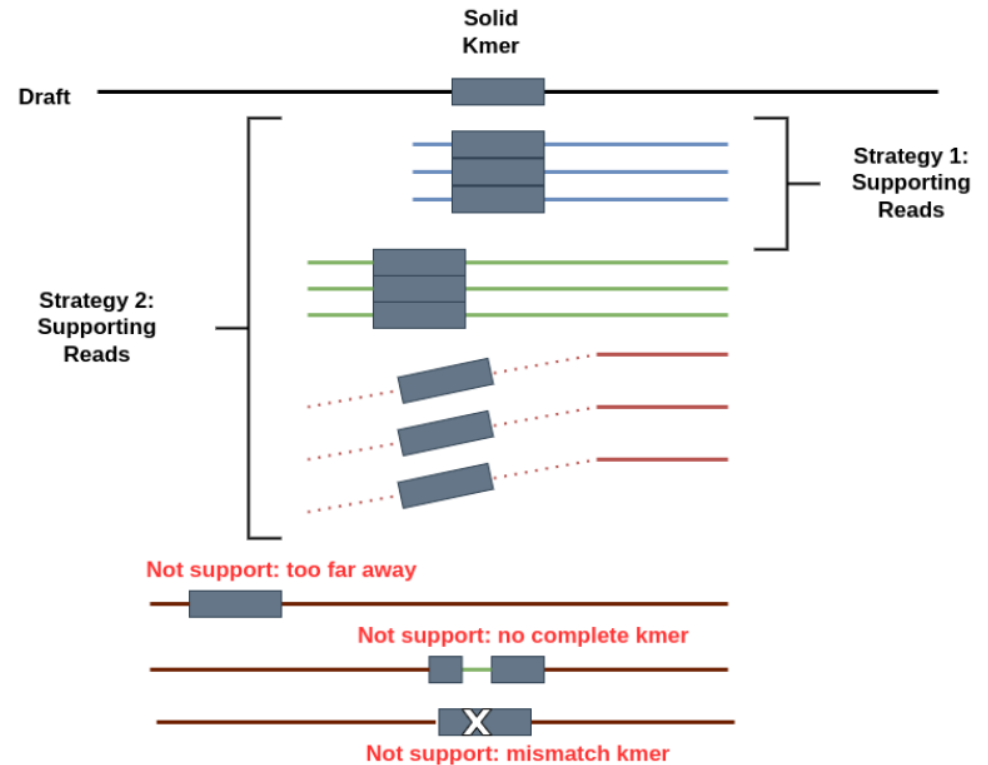 Solid
Kmer
Draft
Strategy 1:
Supporting
Reads
Strategy 2:
Supporting
Reads
Not support: too far away
Not support: no complete kmer
X
Not support: mismatch kmer